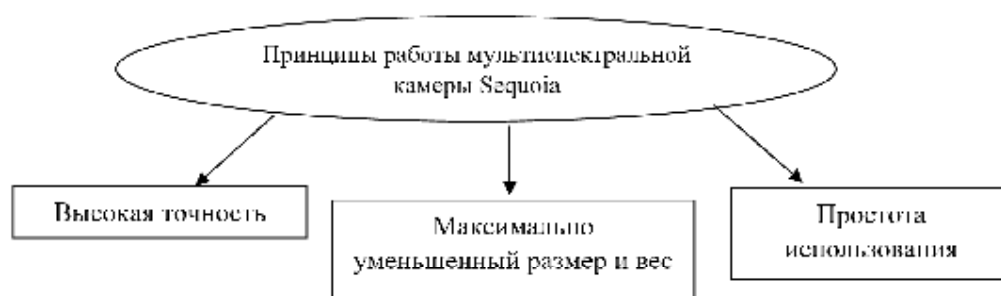 Принципы работы мультиспектральной
камеры Sequoia
Высокая точность
Максимально
уменьшенный размер и вес
Простота
использования